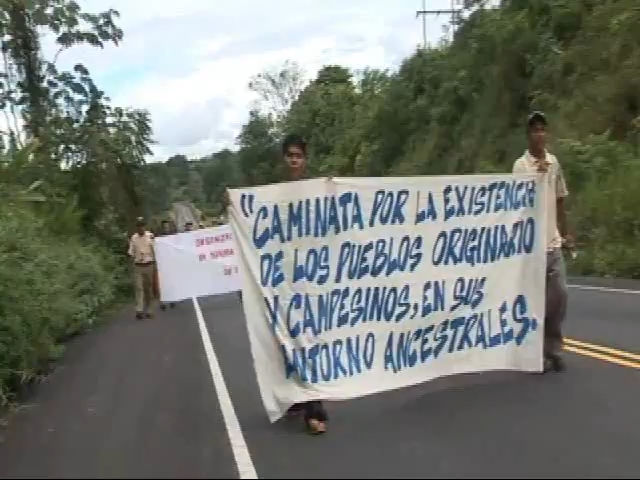 "CAMINATA POR LA EXISTENCI
DE LOS PUEBLOS ORIGINARIO
Y CAMPESINOS, EN SUS
ENTORNO ANCESTRALES.